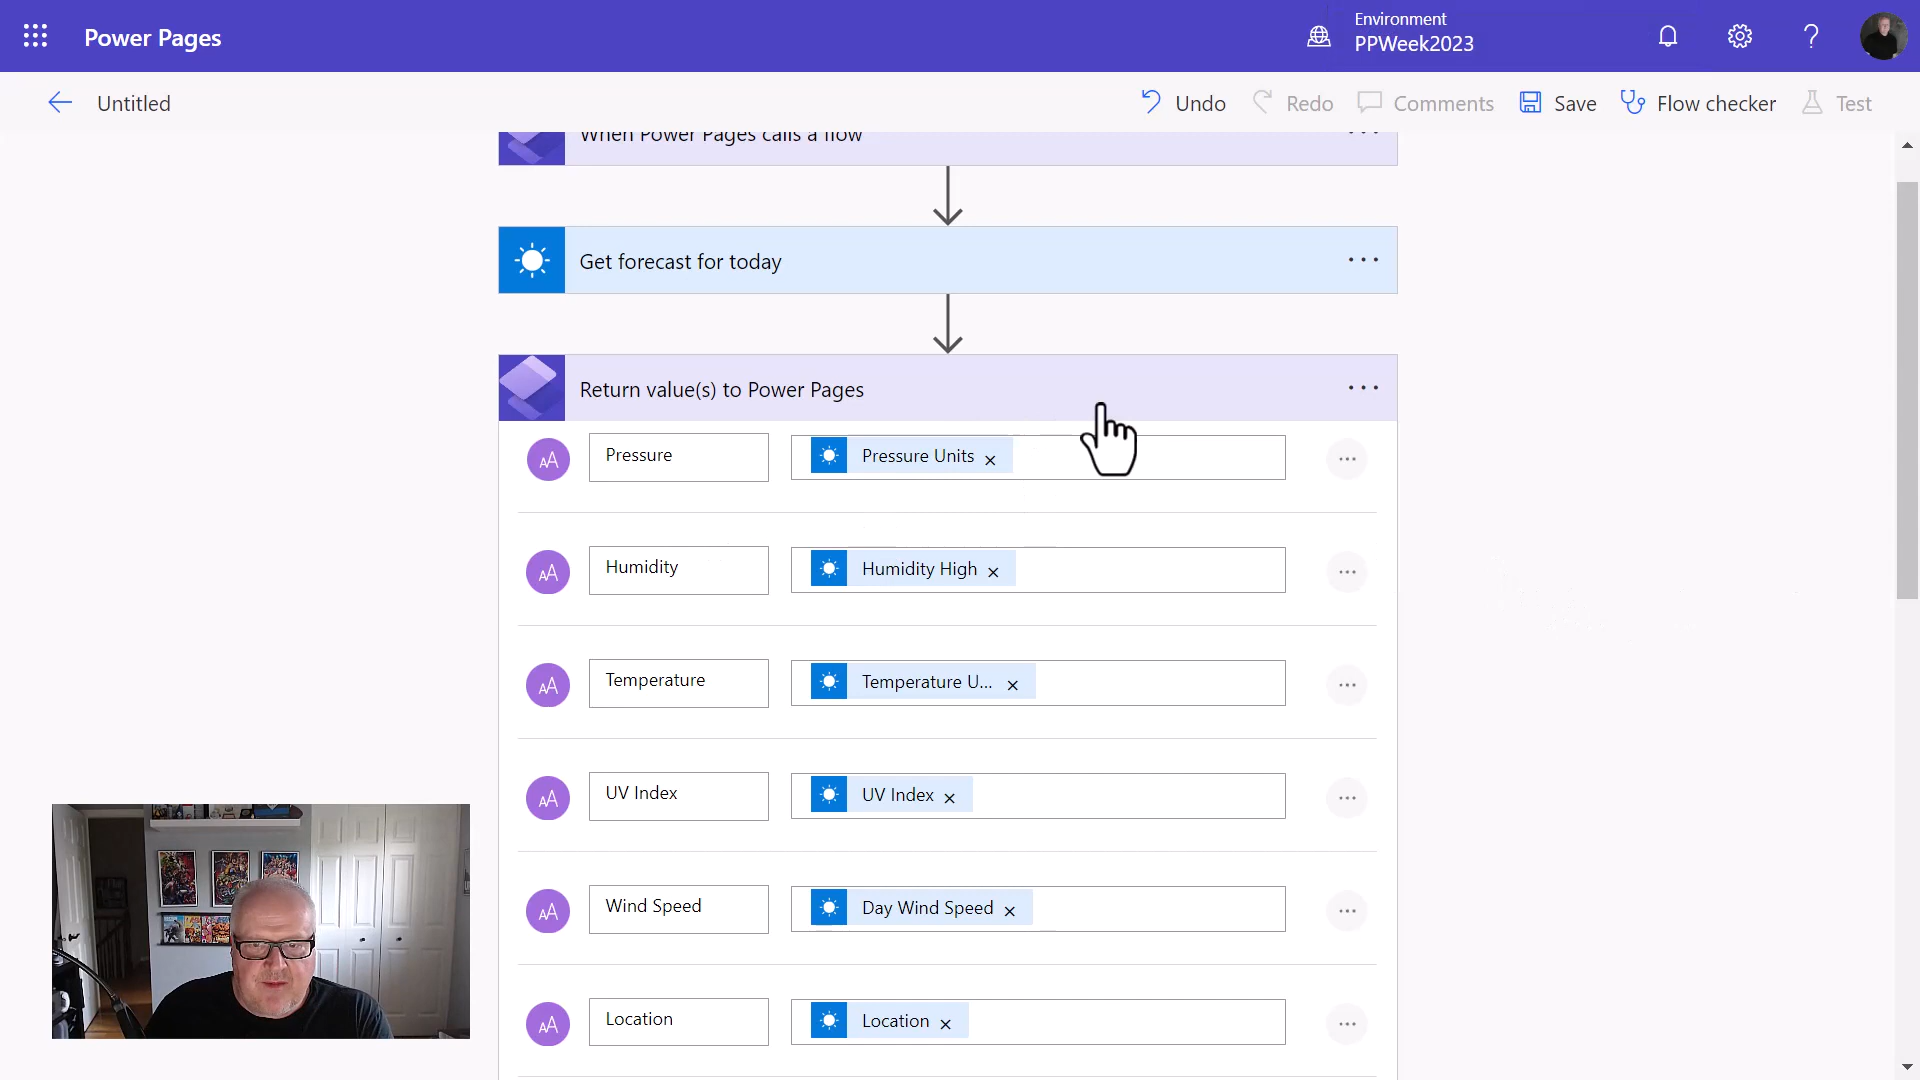 Power Pages
Environment
PPWeek2023
Untitled
Undo
Redo
Comments
Save
Flow checker
Test
When Power Pages calls a flow
Get forecast for today
Return value(s) to Power Pages
Pressure
Pressure Units
Humidity
Humidity High
Temperature
Temperature U...
UV Index
UV Index
Wind Speed
Day Wind Speed
Location
Location